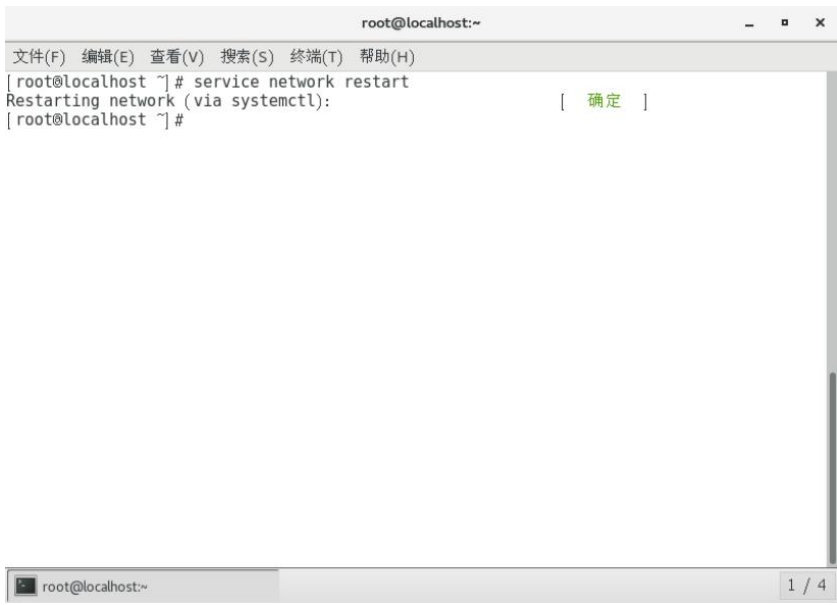 root@localhost:~
文件(F) 编辑(E) 查看(V) 搜索(S) 终端(T) 帮助(H)
[root@localhost ~]# service network restart
Restarting network (via systemctl): [ 确定 ]
[root@localhost ~]#
root@localhost:~
1 / 4